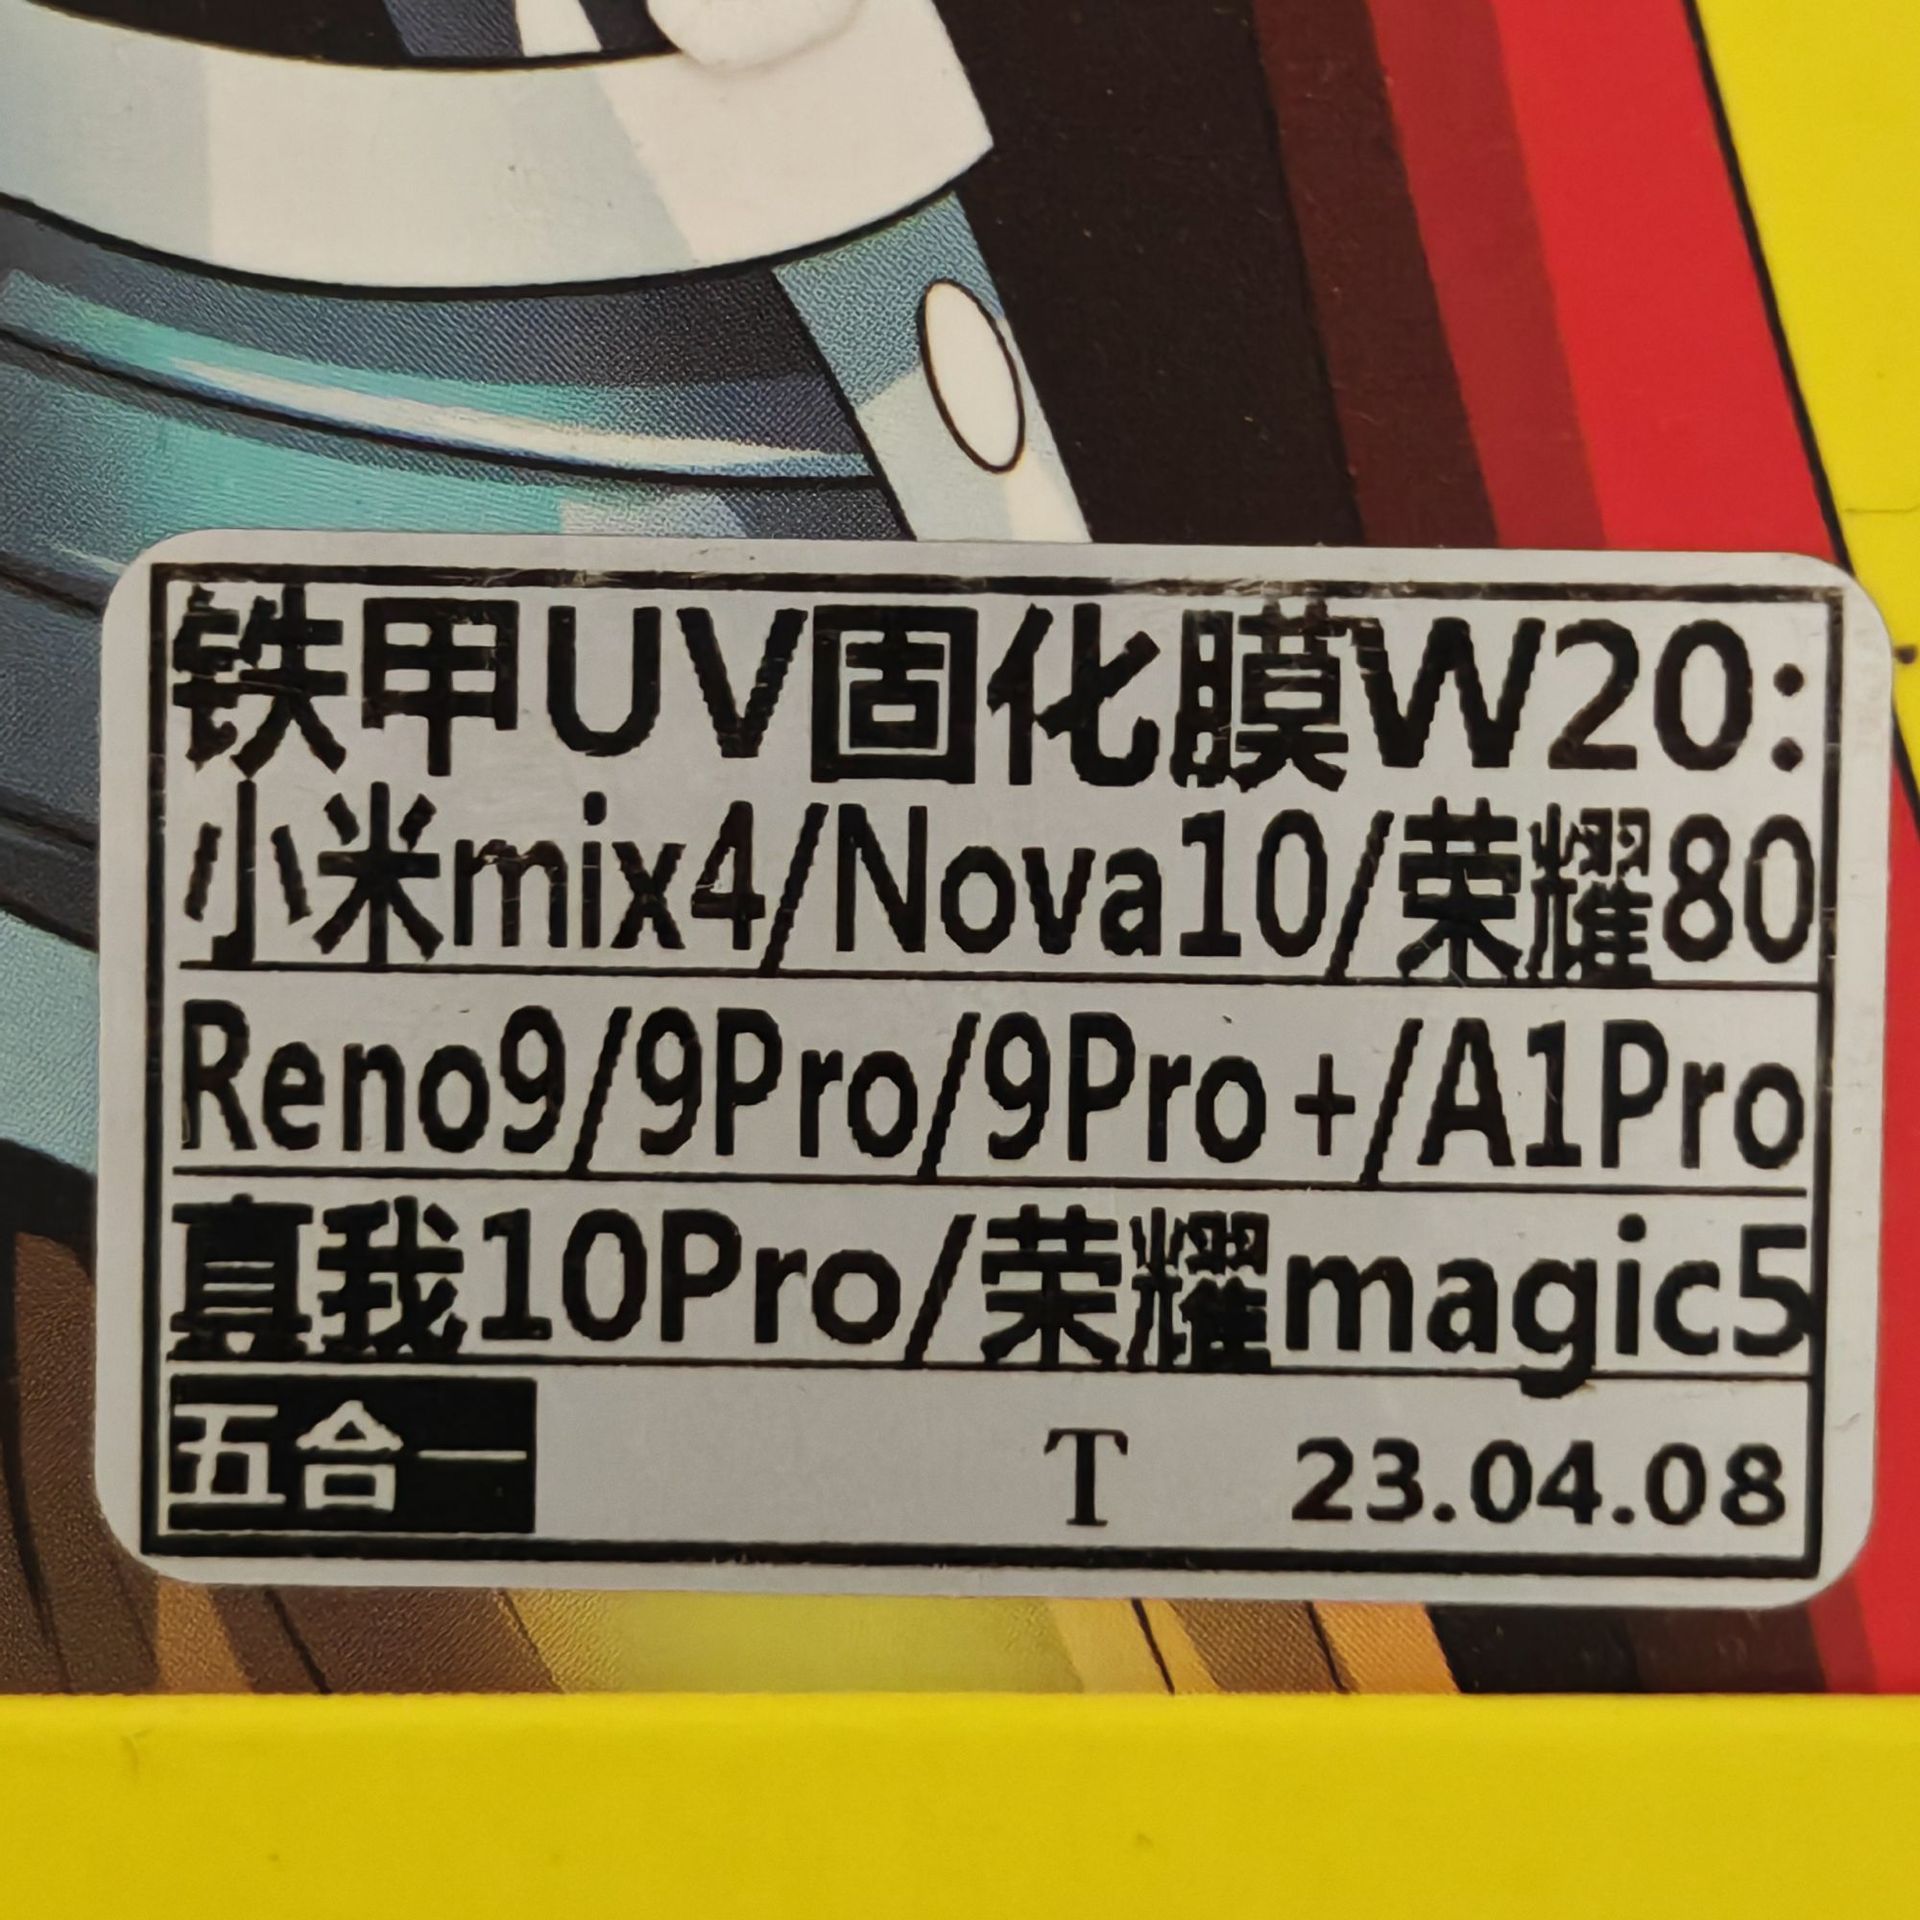 铁甲UV固化膜W20:
小米mix4/Nova10/荣耀80
Reno9/9Pro/9Pro+/A1Pro
真我10Pro/荣耀magic5
五合一 T 23.04.08